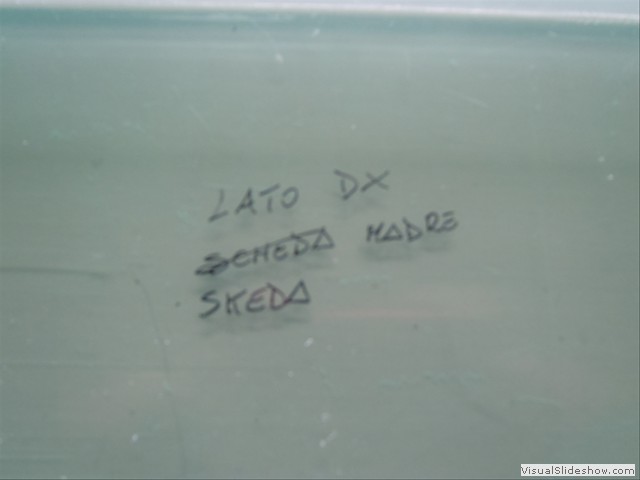 LATO DX
SCHEDA MADRE
SKEDA
VisualSlideshow.com